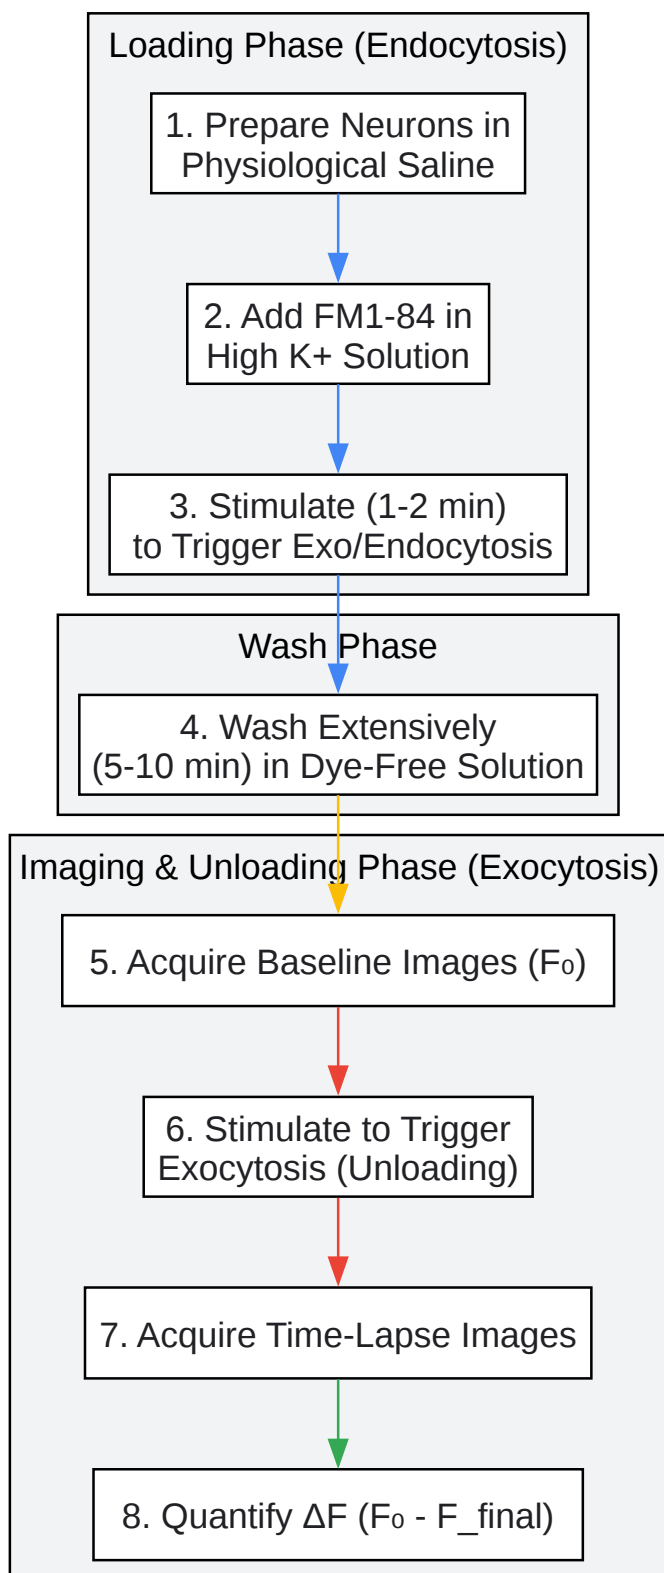 Loading Phase (Endocytosis)
1. Prepare Neurons in
Physiological Saline
2. Add FM1-84 in
High K+ Solution
3. Stimulate (1-2 min)
to Trigger Exo/Endocytosis
Wash Phase
4. Wash Extensively
(5-10 min) in Dye-Free Solution
Imaging & Unloading Phase (Exocytosis)
5. Acquire Baseline Images (F₀)
6. Stimulate to Trigger
Exocytosis (Unloading)
7. Acquire Time-Lapse Images
8. Quantify ΔF (F₀ - F_final)